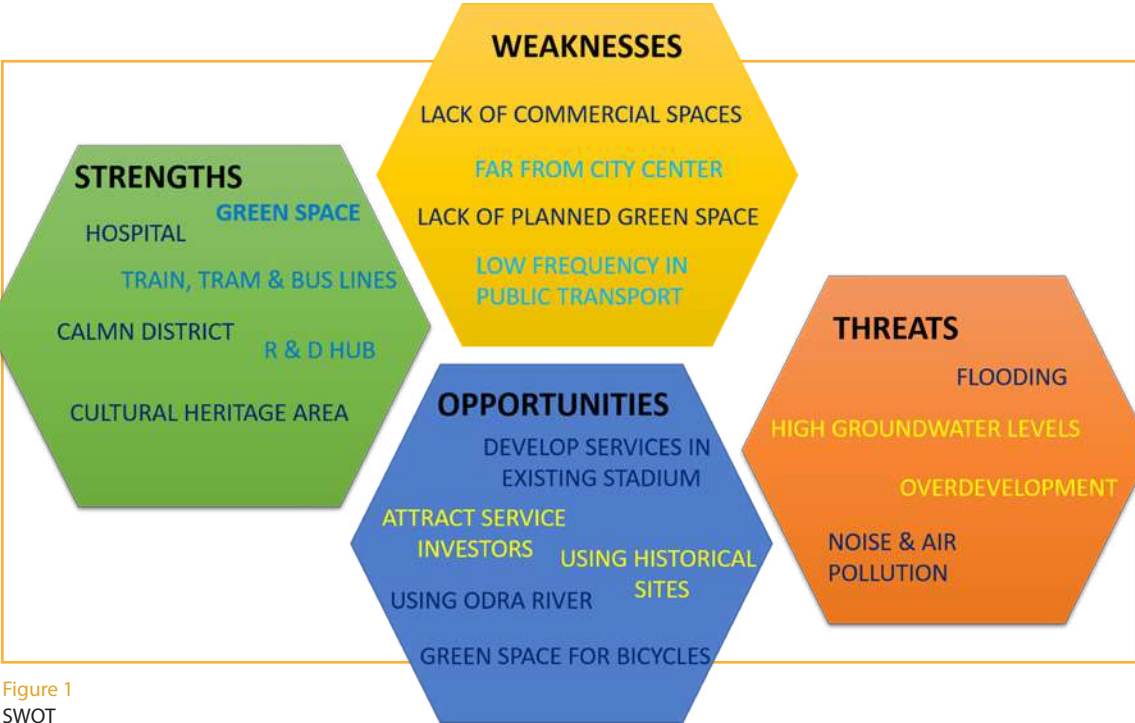 WEAKNESSES
LACK OF COMMERCIAL SPACES
FAR FROM CITY CENTER
LACK OF PLANNED GREEN SPACE
LOW FREQUENCY IN
PUBLIC TRANSPORT
STRENGTHS
GREEN SPACE
HOSPITAL
TRAIN, TRAM & BUS LINES
CALMN DISTRICT
R & D HUB
CULTURAL HERITAGE AREA
OPPORTUNITIES
DEVELOP SERVICES IN
EXISTING STADIUM
ATTRACT SERVICE
INVESTORS
USING HISTORICAL
SITES
USING ODRA RIVER
GREEN SPACE FOR BICYCLES
THREATS
FLOODING
HIGH GROUNDWATER LEVELS
OVERDEVELOPMENT
NOISE & AIR
POLLUTION
Figure 1
SWOT